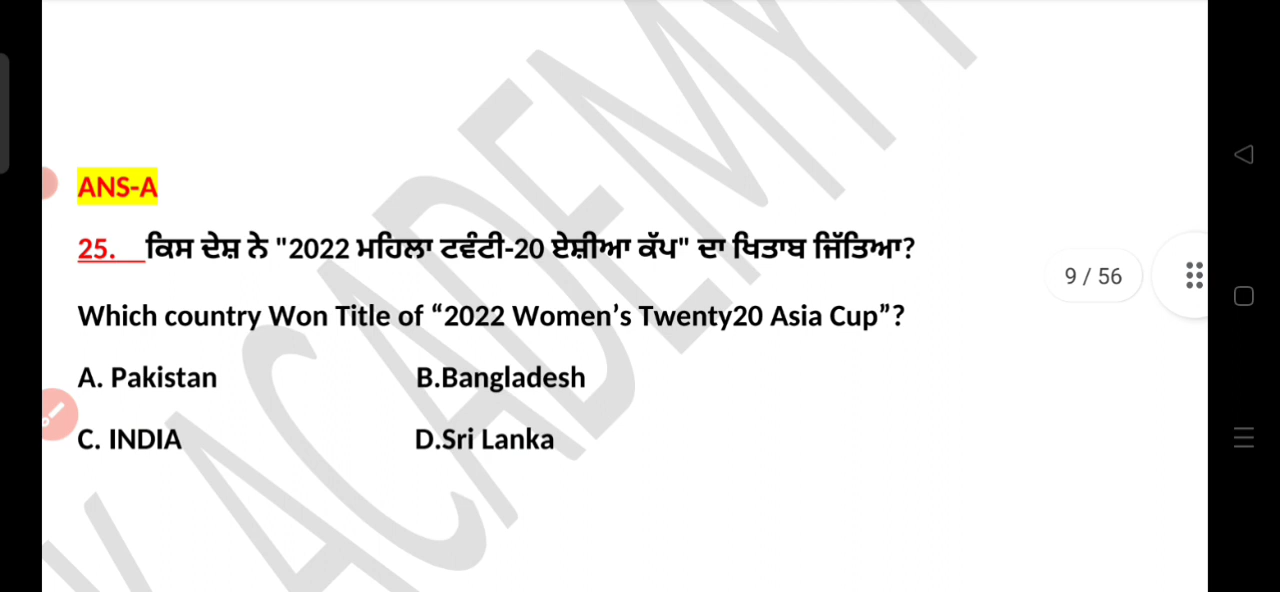 ANS-A
25. ਕਿਸ ਦੇਸ਼ ਨੇ "2022 ਮਹਿਲਾ ਟਵੰਟੀ-20 ਏਸ਼ੀਆ ਕੱਪ" ਦਾ ਖਿਤਾਬ ਜਿੱਤਿਆ?
9 / 56
Which country Won Title of “2022 Women’s Twenty20 Asia Cup”?
A. Pakistan B.Bangladesh
C. INDIA D.Sri Lanka
K ACADEMY